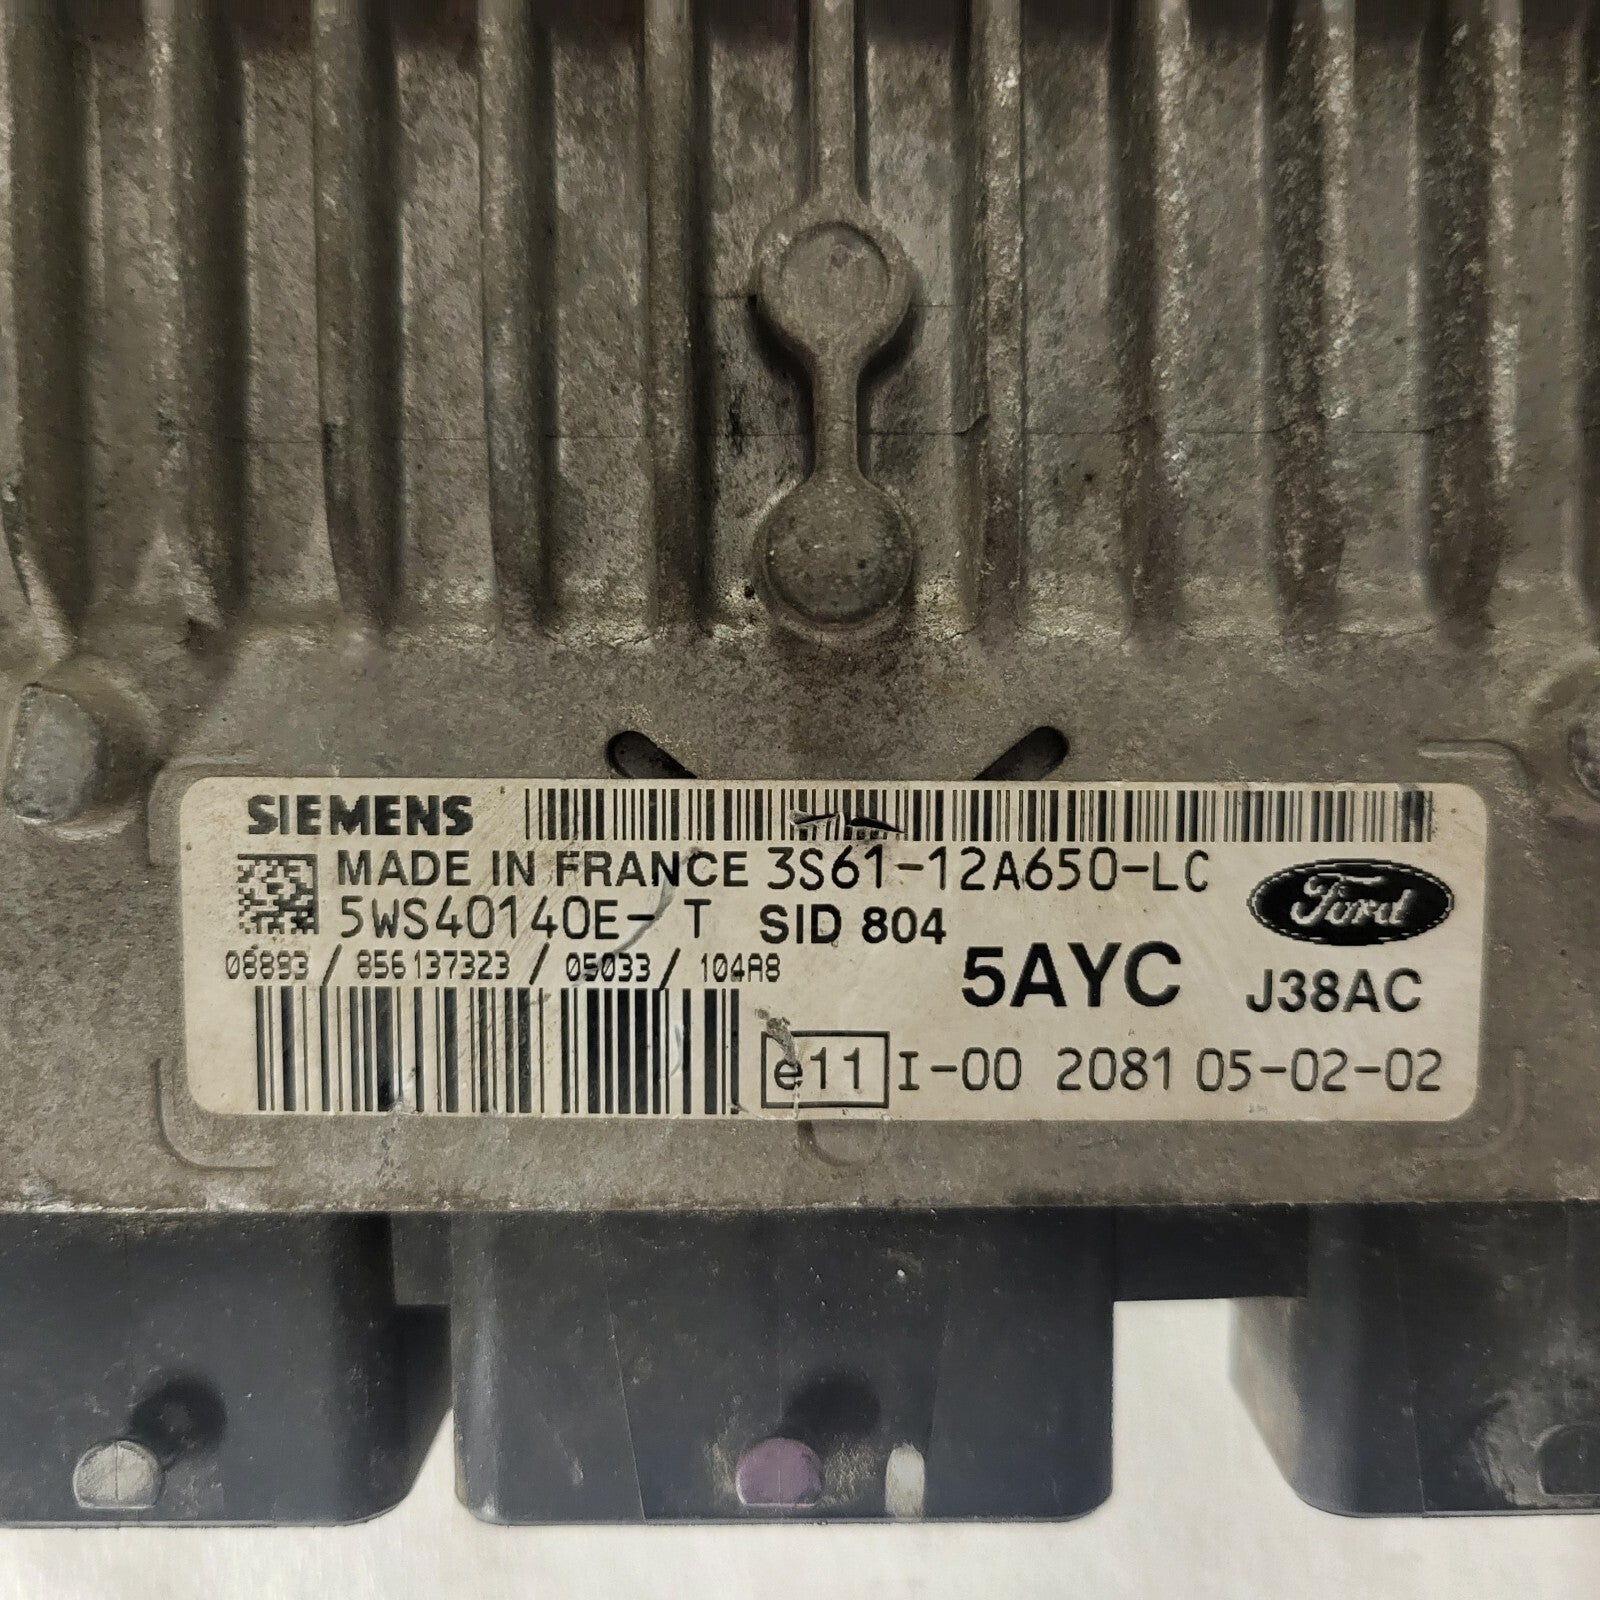 SIEMENS
MADE IN FRANCE 3S61-12A650-LC
Ford
5WS40140E- T SID 804
08893 / 856137323 / 05033 / 104A8
5AYC J38AC
e11 I-00 2081 05-02-02